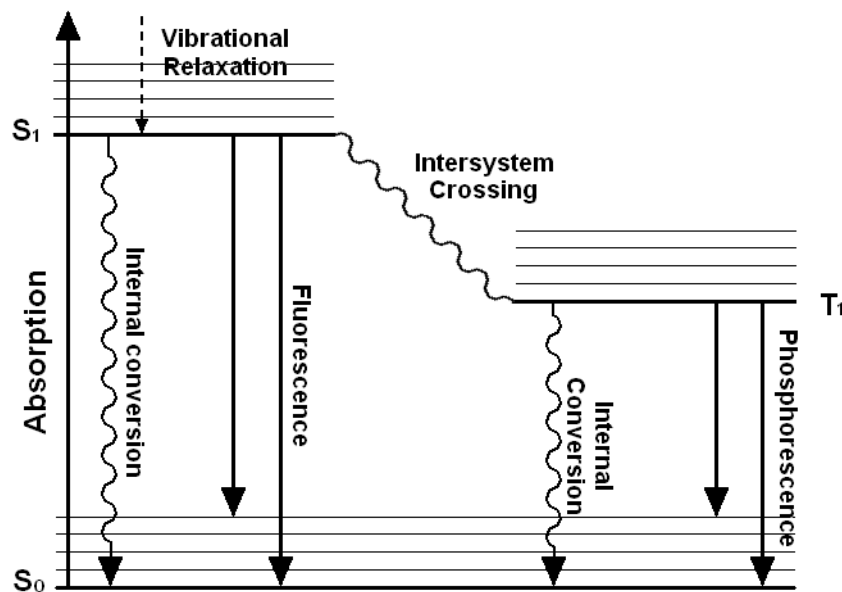 Vibrational
Relaxation
S₁
Intersystem
Crossing
Absorption
Internal conversion
Fluorescence
T₁
Internal
Conversion
Phosphorescence
S₀